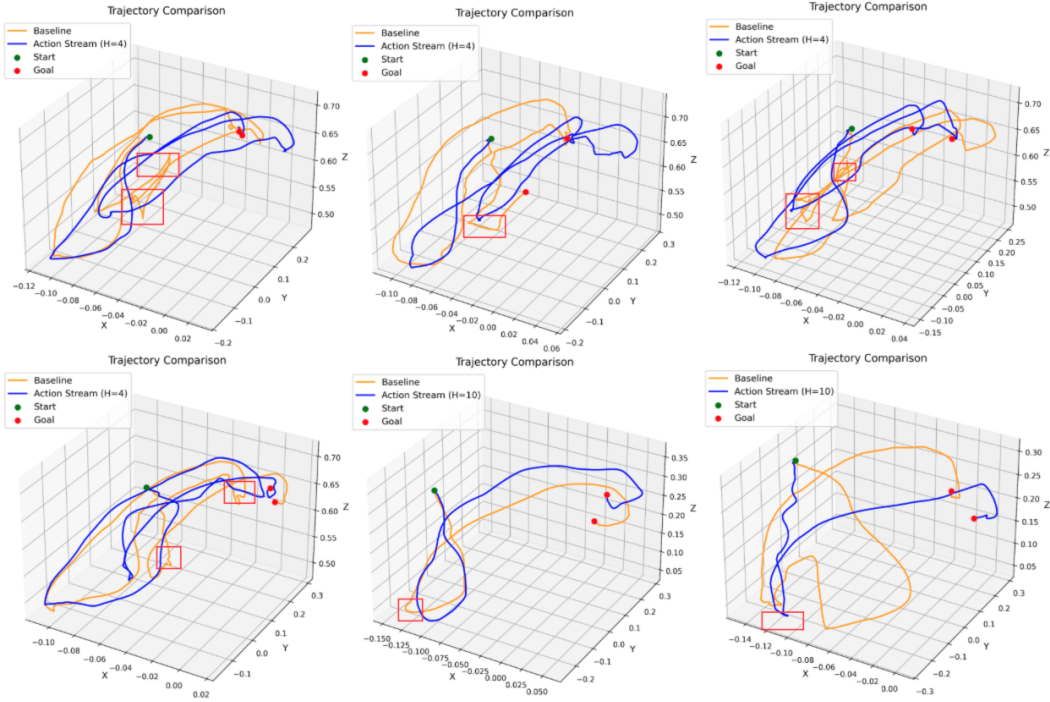 Trajectory Comparison
Baseline
Action Stream (H=4)
Start
Goal
0.70
0.65
0.60
0.55
0.50
Z
−0.12
−0.10
−0.08
−0.06
−0.04
−0.02
0.00
0.02
X
−0.2
−0.1
0.0
0.1
0.2
Y
Trajectory Comparison
Baseline
Action Stream (H=4)
Start
Goal
0.70
0.65
0.60
0.55
0.50
Z
−0.10
−0.08
−0.06
−0.04
−0.02
0.00
0.02
0.04
0.06
X
−0.2
−0.1
0.0
0.1
0.2
0.3
Y
Trajectory Comparison
Baseline
Action Stream (H=4)
Start
Goal
0.70
0.65
0.60
0.55
0.50
Z
−0.12
−0.10
−0.08
−0.06
−0.04
−0.02
0.00
0.02
0.04
X
−0.15
−0.10
−0.05
0.00
0.05
0.10
0.15
0.20
0.25
Y
Trajectory Comparison
Baseline
Action Stream (H=4)
Start
Goal
0.70
0.65
0.60
0.55
0.50
Z
−0.10
−0.08
−0.06
−0.04
−0.02
0.00
0.02
X
−0.2
−0.1
0.0
0.1
0.2
0.3
Y
Trajectory Comparison
Baseline
Action Stream (H=10)
Start
Goal
0.35
0.30
0.25
0.20
0.15
0.10
0.05
Z
−0.150
−0.125
−0.100
−0.075
−0.050
−0.025
0.000
0.025
0.050
X
−0.2
−0.1
0.0
0.1
0.2
0.3
Y
Trajectory Comparison
Baseline
Action Stream (H=10)
Start
Goal
0.30
0.25
0.20
0.15
0.10
0.05
Z
−0.14
−0.12
−0.10
−0.08
−0.06
−0.04
−0.02
0.00
X
−0.3
−0.2
−0.1
0.0
0.1
0.2
0.3
Y